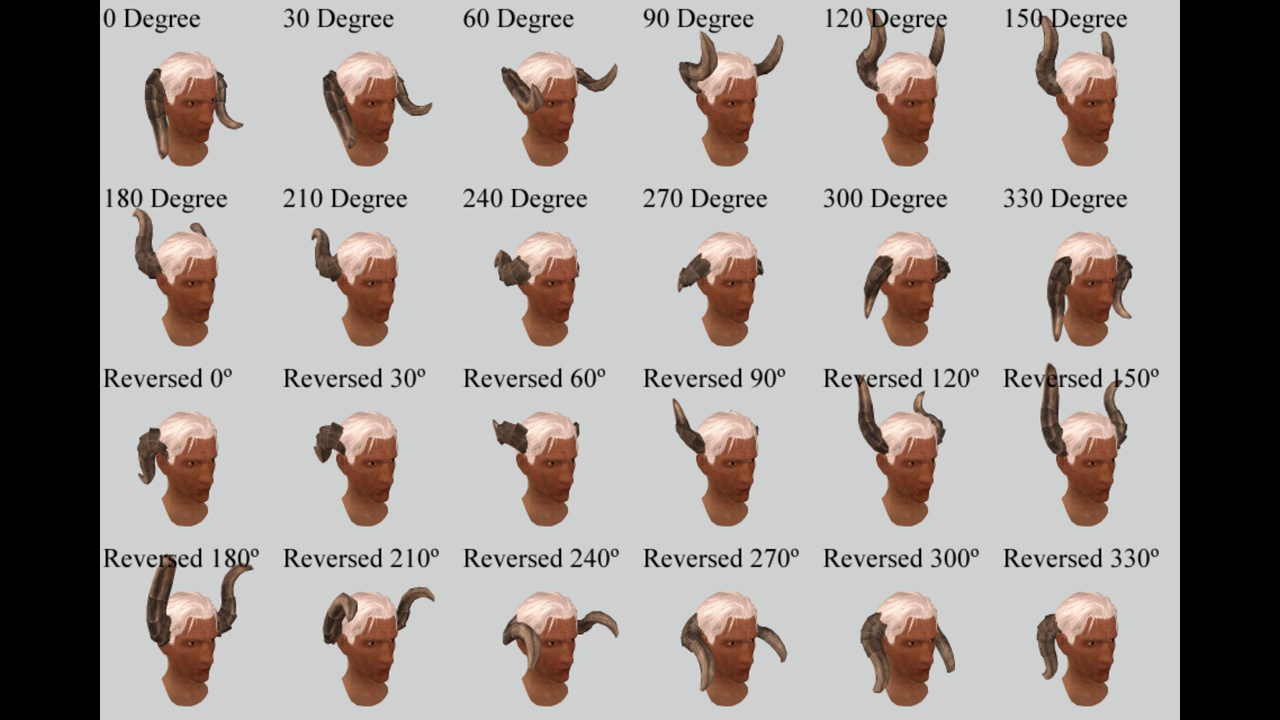 0 Degree
30 Degree
60 Degree
90 Degree
120 Degree
150 Degree
180 Degree
210 Degree
240 Degree
270 Degree
300 Degree
330 Degree
Reversed 0º
Reversed 30º
Reversed 60º
Reversed 90º
Reversed 120º
Reversed 150º
Reversed 180º
Reversed 210º
Reversed 240º
Reversed 270º
Reversed 300º
Reversed 330º